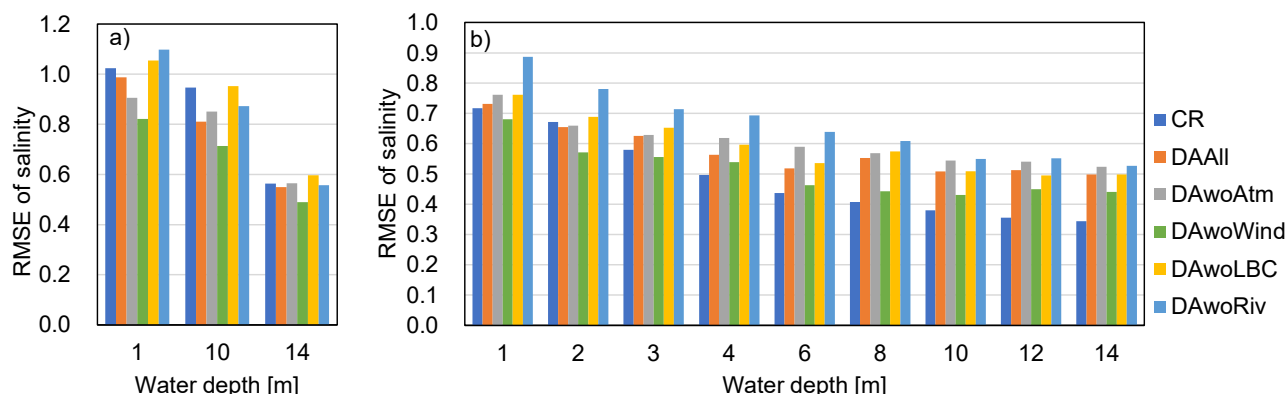 a)
RMSE of salinity
1.2
1.0
0.8
0.6
0.4
0.2
0.0
1 10 14
Water depth [m]
b)
RMSE of salinity
1.0
0.9
0.8
0.7
0.6
0.5
0.4
0.3
0.2
0.1
0.0
1 2 3 4 6 8 10 12 14
Water depth [m]
CR
DAAll
DAwoAtm
DAwoWind
DAwoLBC
DAwoRiv